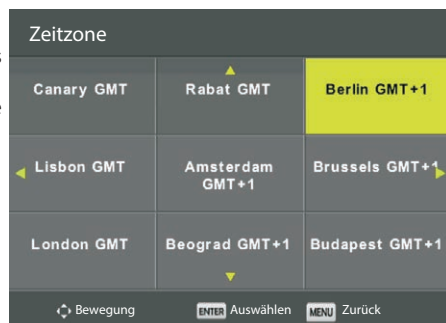 Zeitzone
Canary GMT
Rabat GMT
Berlin GMT+1
Lisbon GMT
Amsterdam
GMT+1
Brussels GMT+1
London GMT
Beograd GMT+1
Budapest GMT+1
Bewegung
ENTER Auswählen
MENU Zurück